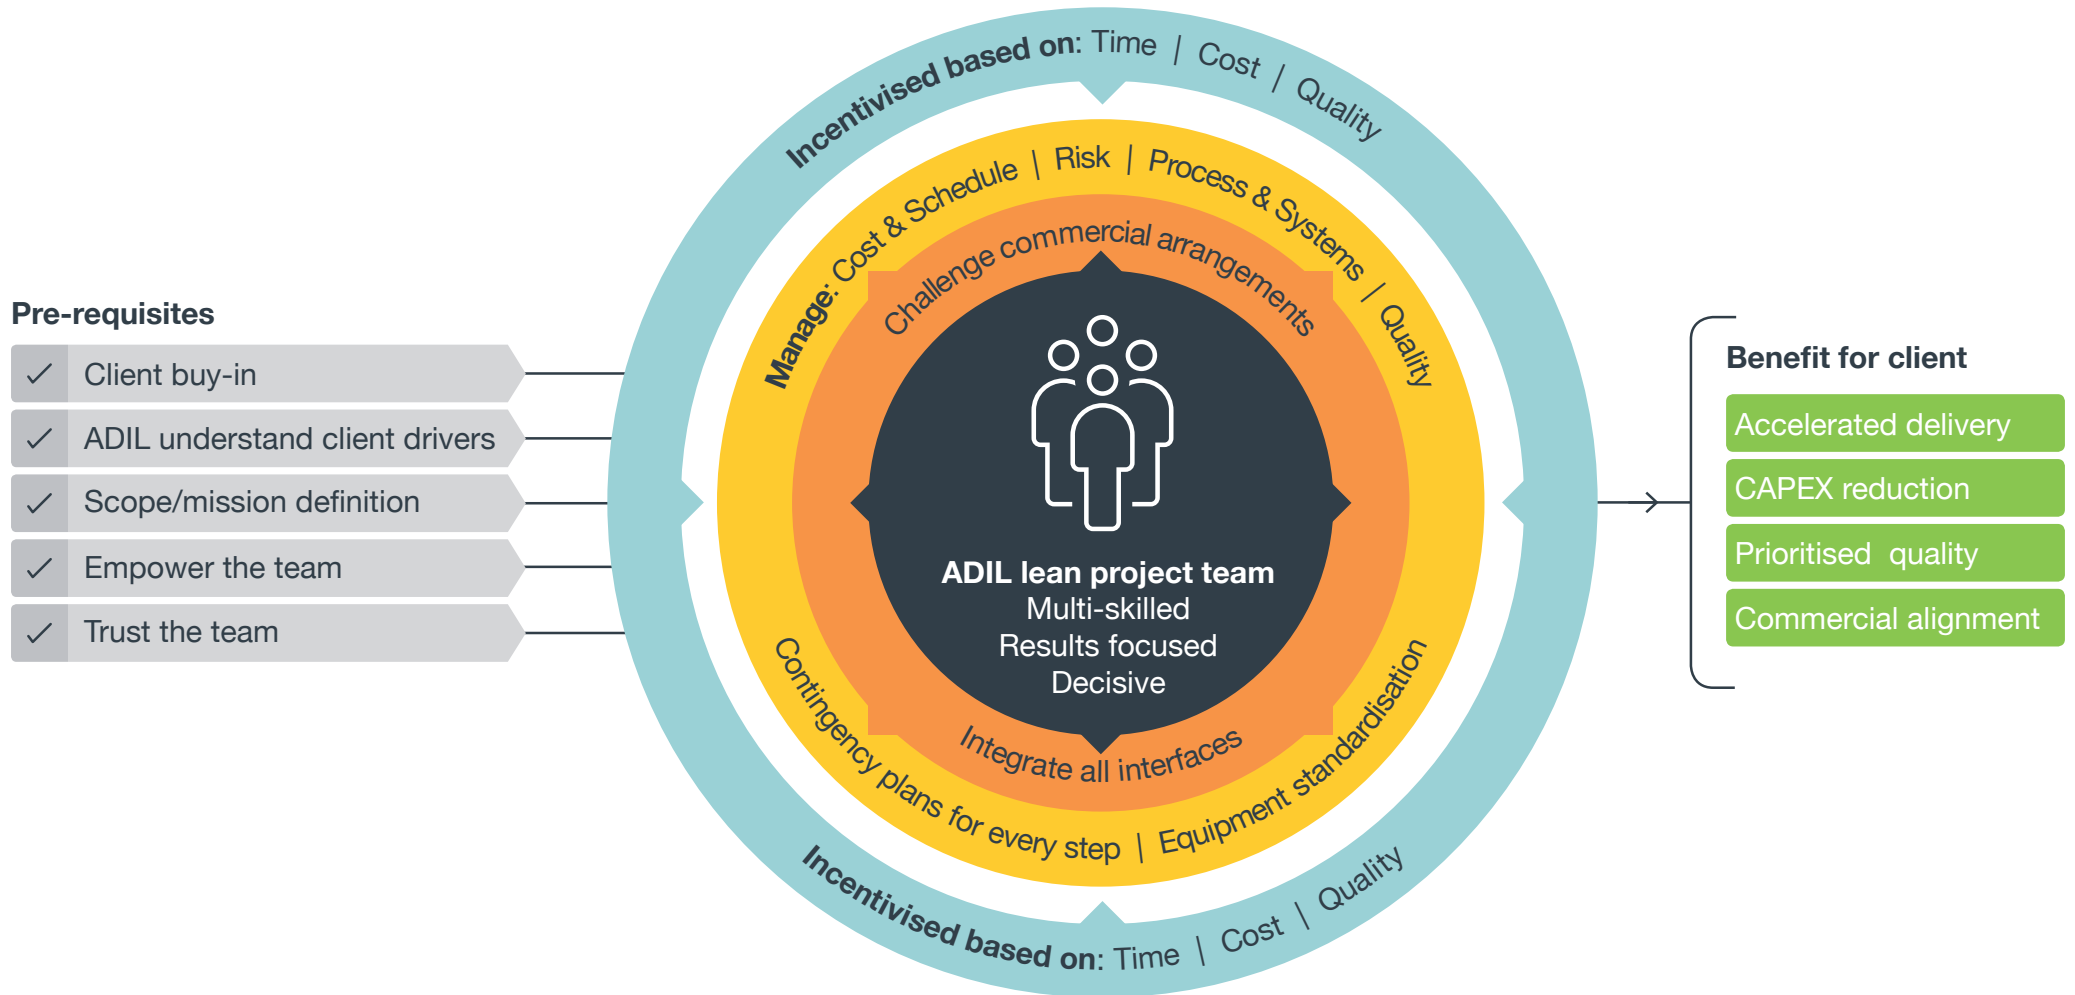 Pre-requisites
Client buy-in
ADIL understand client drivers
Scope/mission definition
Empower the team
Trust the team
Incentivised based on: Time | Cost | Quality
Manage: Cost & Schedule | Risk | Process & Systems | Quality
Challenge commercial arrangements
ADIL lean project team
Multi-skilled
Results focused
Decisive
Integrate all interfaces
Contingency plans for every step | Equipment standardisation
Incentivised based on: Time | Cost | Quality
Benefit for client
Accelerated delivery
CAPEX reduction
Prioritised quality
Commercial alignment